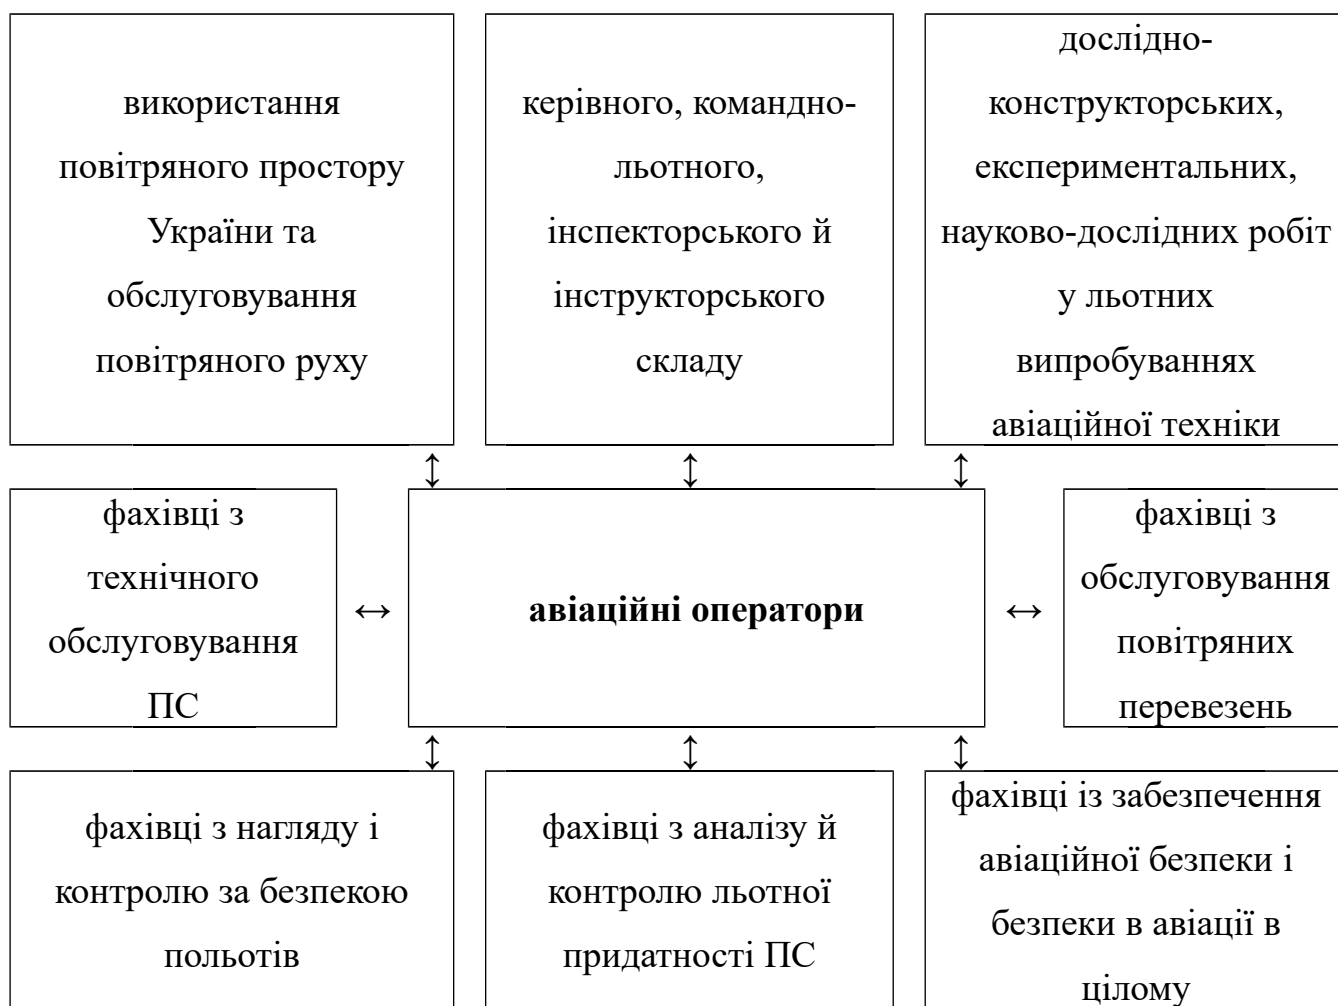 використання
повітряного простору
України та
обслуговування
повітряного руху
керівного, командно-
льотного,
інспекторського й
інструкторського
складу
дослідно-
конструкторських,
експериментальних,
науково-дослідних робіт
у льотних
випробуваннях
авіаційної техніки
↕ ↕ ↕
фахівці з
технічного
обслуговування
ПС
↔
авіаційні оператори
↔
фахівці з
обслуговування
повітряних
перевезень
↕ ↕ ↕
фахівці з нагляду і
контролю за безпекою
польотів
фахівці з аналізу й
контролю льотної
придатності ПС
фахівці із забезпечення
авіаційної безпеки і
безпеки в авіації в
цілому